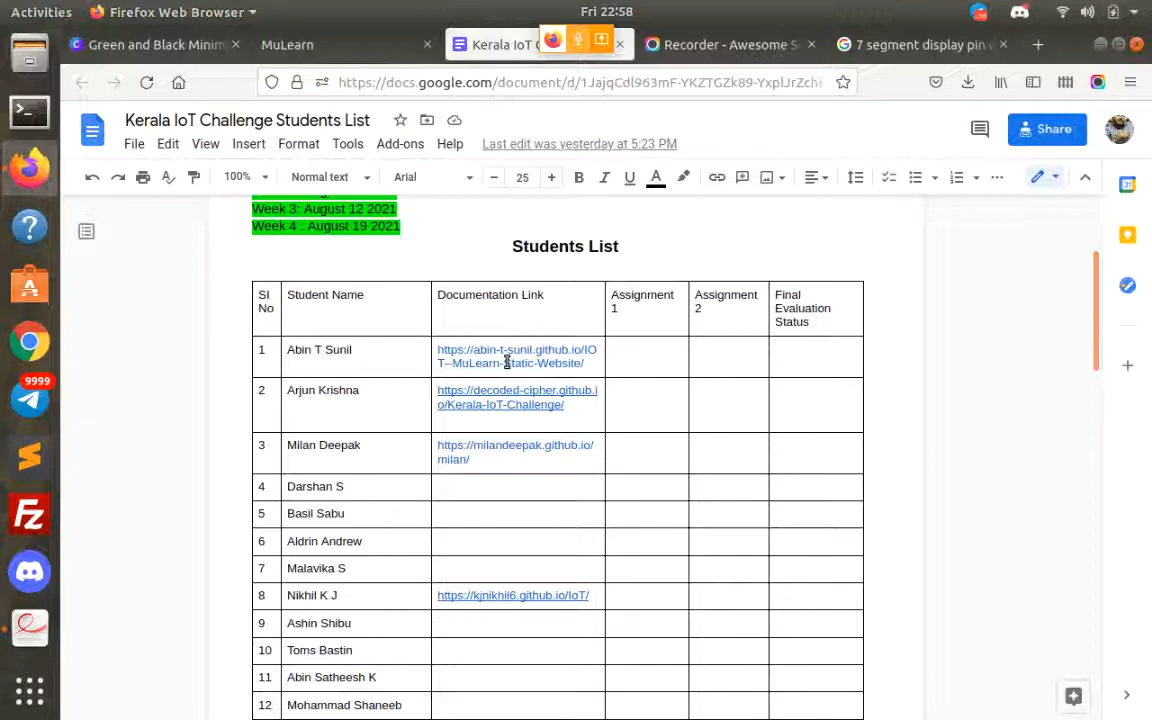 Activities Firefox Web Browser Fri 22:58
Green and Black Minim MuLearn Kerala IoT Recorder - Awesome S 7 segment display pin
https://docs.google.com/document/d/1JajqCdl963mF-YKZTGZk89-YxplJrZch
Kerala IoT Challenge Students List
File Edit View Insert Format Tools Add-ons Help Last edit was yesterday at 5:23 PM
Share
100% Normal text Arial 25
Week 3: August 12 2021
Week 4 : August 19 2021
Students List
SI No Student Name Documentation Link Assignment 1 Assignment 2 Final Evaluation Status
1 Abin T Sunil https://abin-t-sunil.github.io/IOT--MuLearn-Static-Website/
2 Arjun Krishna https://decoded-cipher.github.io/Kerala-IoT-Challenge/
3 Milan Deepak https://milandeepak.github.io/milan/
4 Darshan S
5 Basil Sabu
6 Aldrin Andrew
7 Malavika S
8 Nikhil K J https://kjnikhil6.github.io/IoT/
9 Ashin Shibu
10 Toms Bastin
11 Abin Satheesh K
12 Mohammad Shaneeb
9999
31